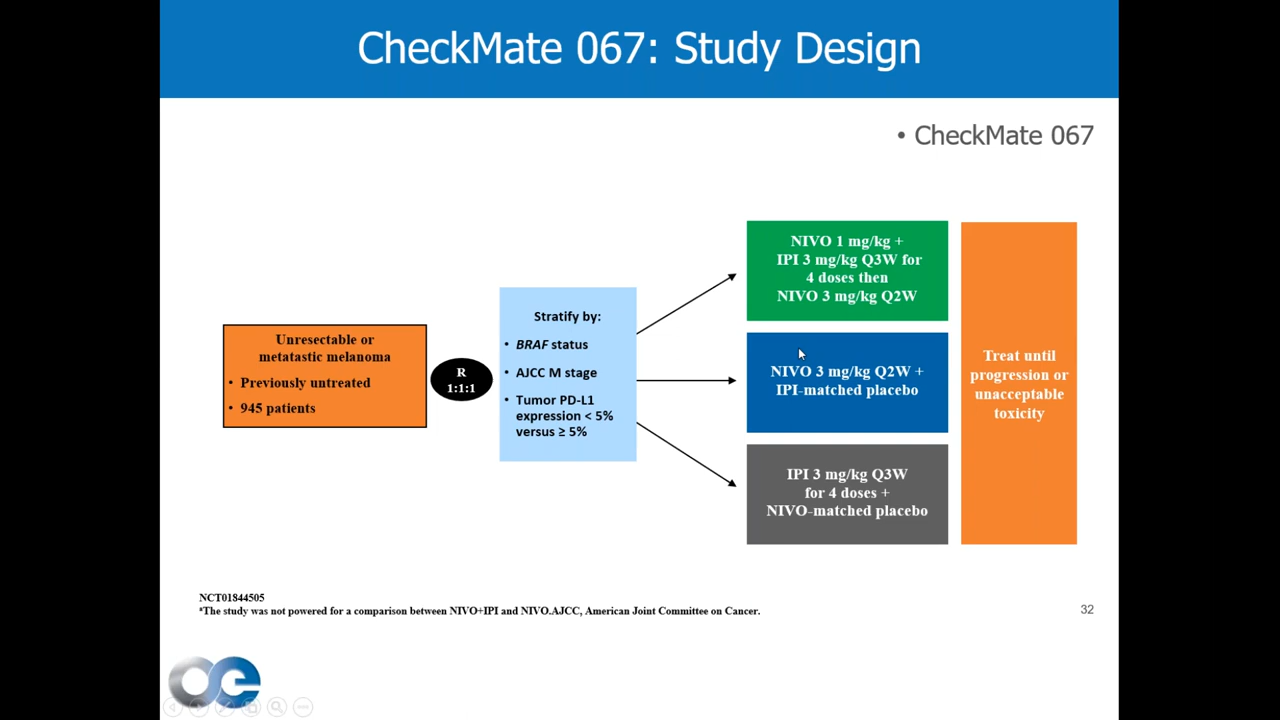 CheckMate 067: Study Design
• CheckMate 067
Unresectable or
metatastic melanoma
• Previously untreated
• 945 patients
R
1:1:1
Stratify by:
• BRAF status
• AJCC M stage
• Tumor PD-L1
expression < 5%
versus ≥ 5%
NIVO 1 mg/kg +
IPI 3 mg/kg Q3W for
4 doses then
NIVO 3 mg/kg Q2W
NIVO 3 mg/kg Q2W +
IPI-matched placebo
IPI 3 mg/kg Q3W
for 4 doses +
NIVO-matched placebo
Treat until
progression or
unacceptable
toxicity
NCT01844505
*The study was not powered for a comparison between NIVO+IPI and NIVO.AJCC, American Joint Committee on Cancer.
32
oe